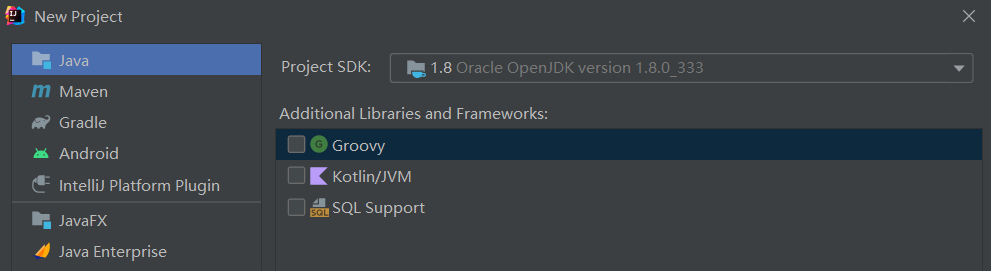 New Project
Java
Maven
Gradle
Android
IntelliJ Platform Plugin
JavaFX
Java Enterprise
Project SDK: 1.8 Oracle OpenJDK version 1.8.0_333
Additional Libraries and Frameworks:
G Groovy
Kotlin/JVM
SQL SQL Support